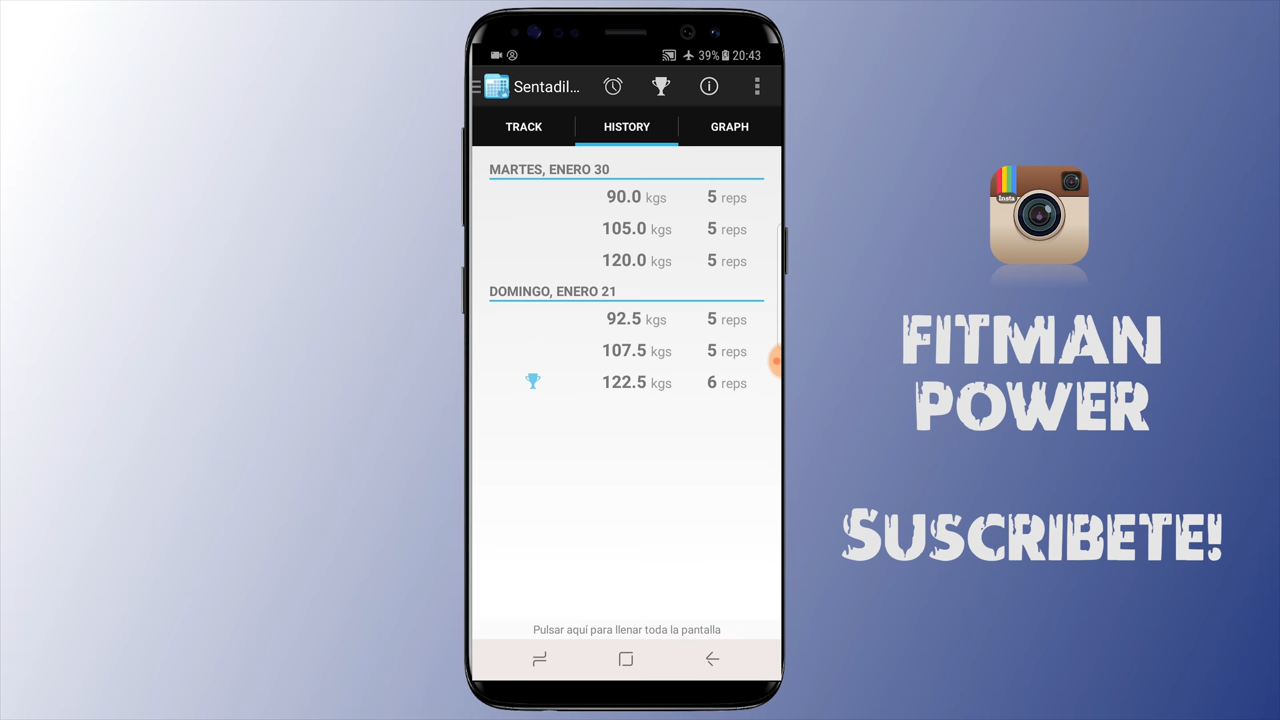 39% 20:43
Sentadil...
TRACK HISTORY GRAPH
MARTES, ENERO 30
90.0 kgs 5 reps
105.0 kgs 5 reps
120.0 kgs 5 reps
DOMINGO, ENERO 21
92.5 kgs 5 reps
107.5 kgs 5 reps
122.5 kgs 6 reps
Pulsar aquí para llenar toda la pantalla
Insta
FITMAN
POWER
SUSCRIBETE!